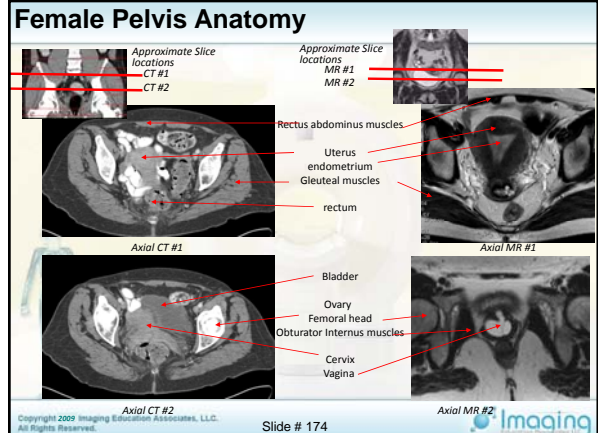 Female Pelvis Anatomy
Approximate Slice
locations
CT #1
CT #2
Approximate Slice
locations
MR #1
MR #2
Rectus abdominus muscles
Uterus
endometrium
Gleuteal muscles
rectum
Axial CT #1
Axial MR #1
Bladder
Ovary
Femoral head
Obturator Internus muscles
Cervix
Vagina
Axial CT #2
Axial MR #2
Copyright 2009 Imaging Education Associates, LLC.
All Rights Reserved.
Slide # 174
Imaging